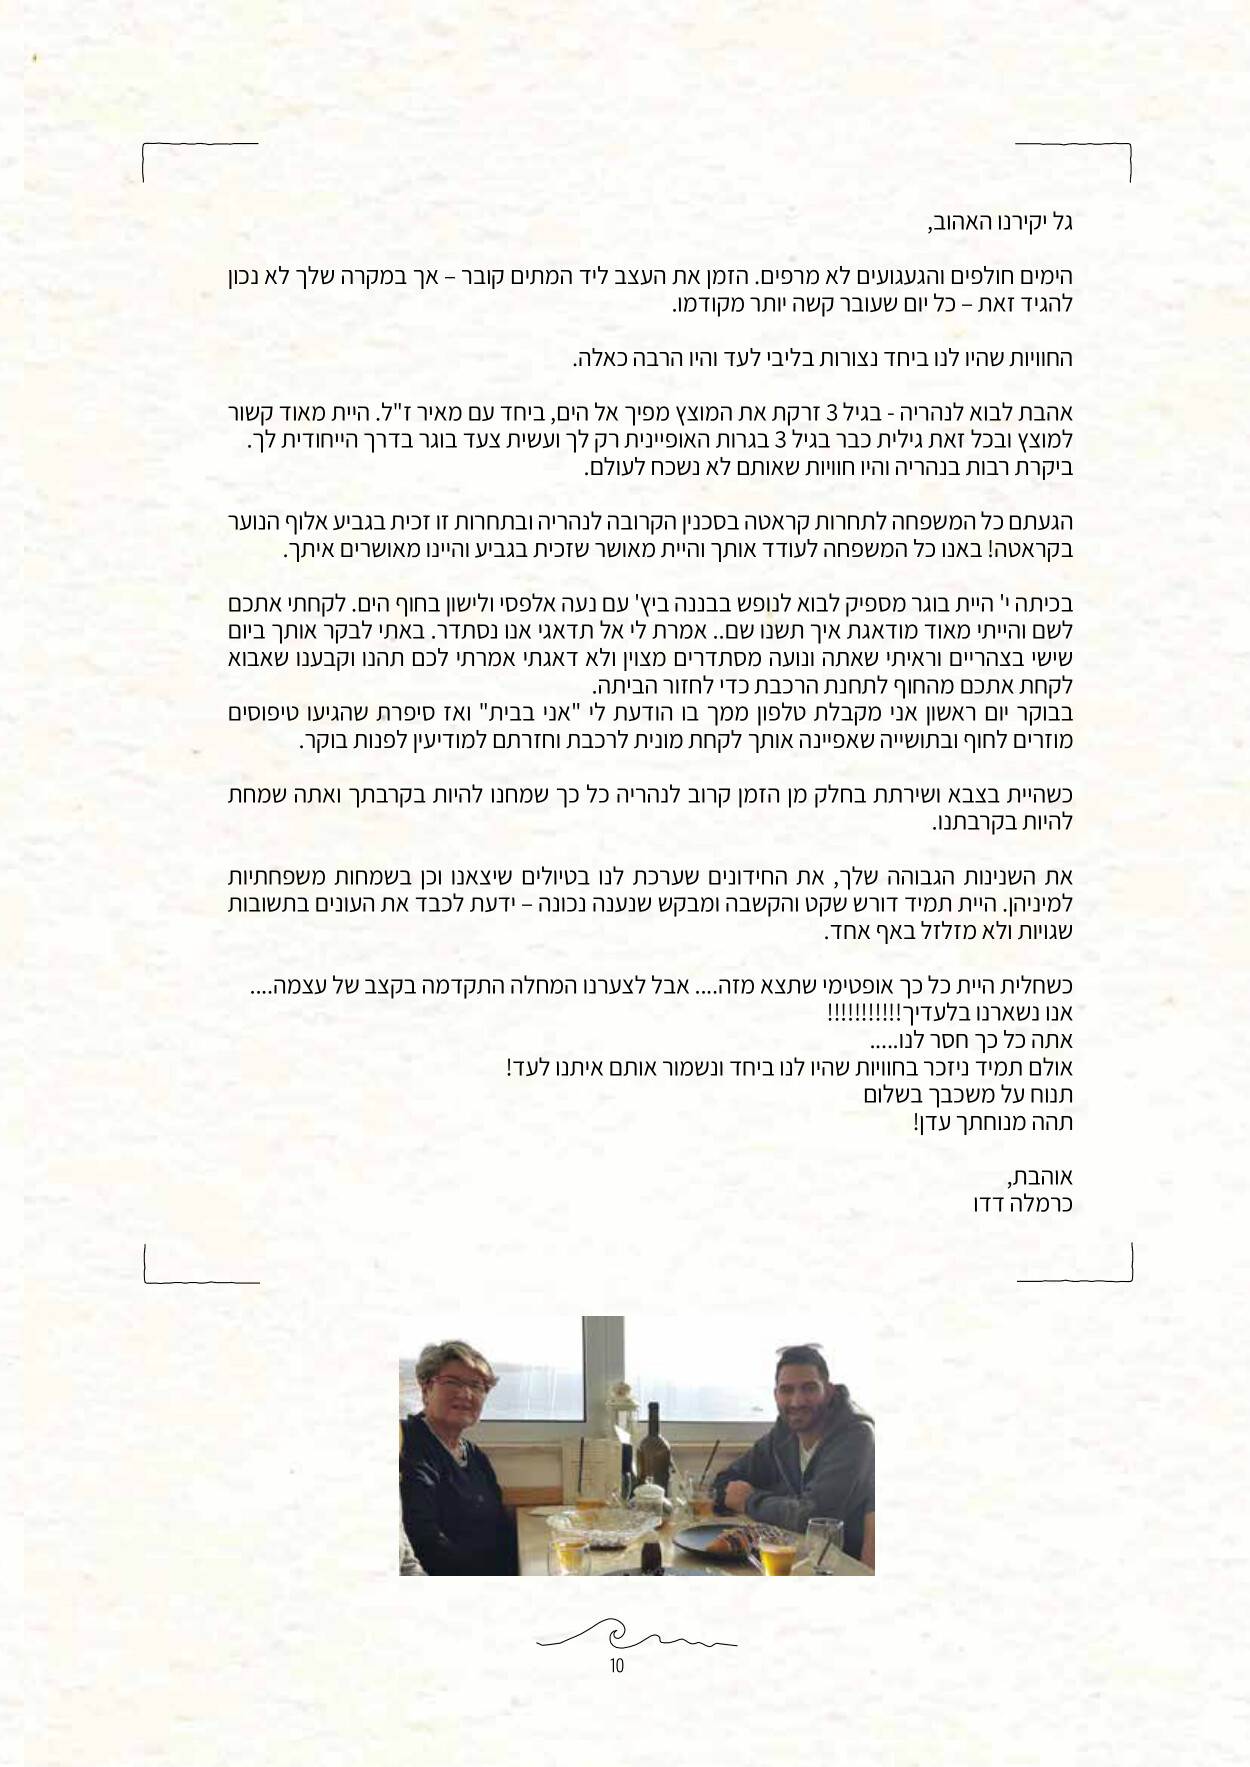 גל יקירנו האהוב,
הימים חולפים והגעגועים לא מרפים. הזמן את העצב ליד המתים קובר – אך במקרה שלך לא נכון
להגיד זאת – כל יום שעובר קשה יותר מקודמו.
החוויות שהיו לנו ביחד נצורות בליבי לעד והיו הרבה כאלה.
אהבת לבוא לנהריה - בגיל 3 זרקת את המוצץ מפיך אל הים, ביחד עם מאיר ז"ל. היית מאוד קשור
למוצץ ובכל זאת גילית כבר בגיל 3 בגרות האופיינית רק לך ועשית צעד בוגר בדרך הייחודית לך.
ביקרת רבות בנהריה והיו חוויות שאותם לא נשכח לעולם.
הגעתם כל המשפחה לתחרות קראטה בסכנין הקרובה לנהריה ובתחרות זו זכית בגביע אלוף הנוער
בקראטה! באנו כל המשפחה לעודד אותך והיית מאושר שזכית בגביע והיינו מאושרים איתך.
בכיתה י' היית בוגר מספיק לבוא לנופש בבננה ביץ' עם נעה אלפסי ולישון בחוף הים. לקחתי אתכם
לשם והייתי מאוד מודאגת איך תשנו שם.. אמרת לי אל תדאגי אנו נסתדר. באתי לבקר אותך ביום
שישי בצהריים וראיתי שאתה ונועה מסתדרים מצוין ולא דאגתי אמרתי לכם תהנו וקבענו שאבוא
לקחת אתכם מהחוף לתחנת הרכבת כדי לחזור הביתה.
בבוקר יום ראשון אני מקבלת טלפון ממך בו הודעת לי "אני בבית" ואז סיפרת שהגיעו טיפוסים
מוזרים לחוף ובתושייה שאפיינה אותך לקחת מונית לרכבת וחזרתם למודיעין לפנות בוקר.
כשהיית בצבא ושירתת בחלק מן הזמן קרוב לנהריה כל כך שמחנו להיות בקרבתך ואתה שמחת
להיות בקרבתנו.
את השנינות הגבוהה שלך, את החידונים שערכת לנו בטיולים שיצאנו וכן בשמחות משפחתיות
למיניהן. היית תמיד דורש שקט והקשבה ומבקש שנענה נכונה – ידעת לכבד את העונים בתשובות
שגויות ולא מזלזל באף אחד.
כשחלית היית כל כך אופטימי שתצא מזה.... אבל לצערנו המחלה התקדמה בקצב של עצמה....
אנו נשארנו בלעדיך!!!!!!!!!!!
אתה כל כך חסר לנו.....
אולם תמיד ניזכר בחוויות שהיו לנו ביחד ונשמור אותם איתנו לעד!
תנוח על משכבך בשלום
תהה מנוחתך עדן!
אוהבת,
כרמלה דדו
10